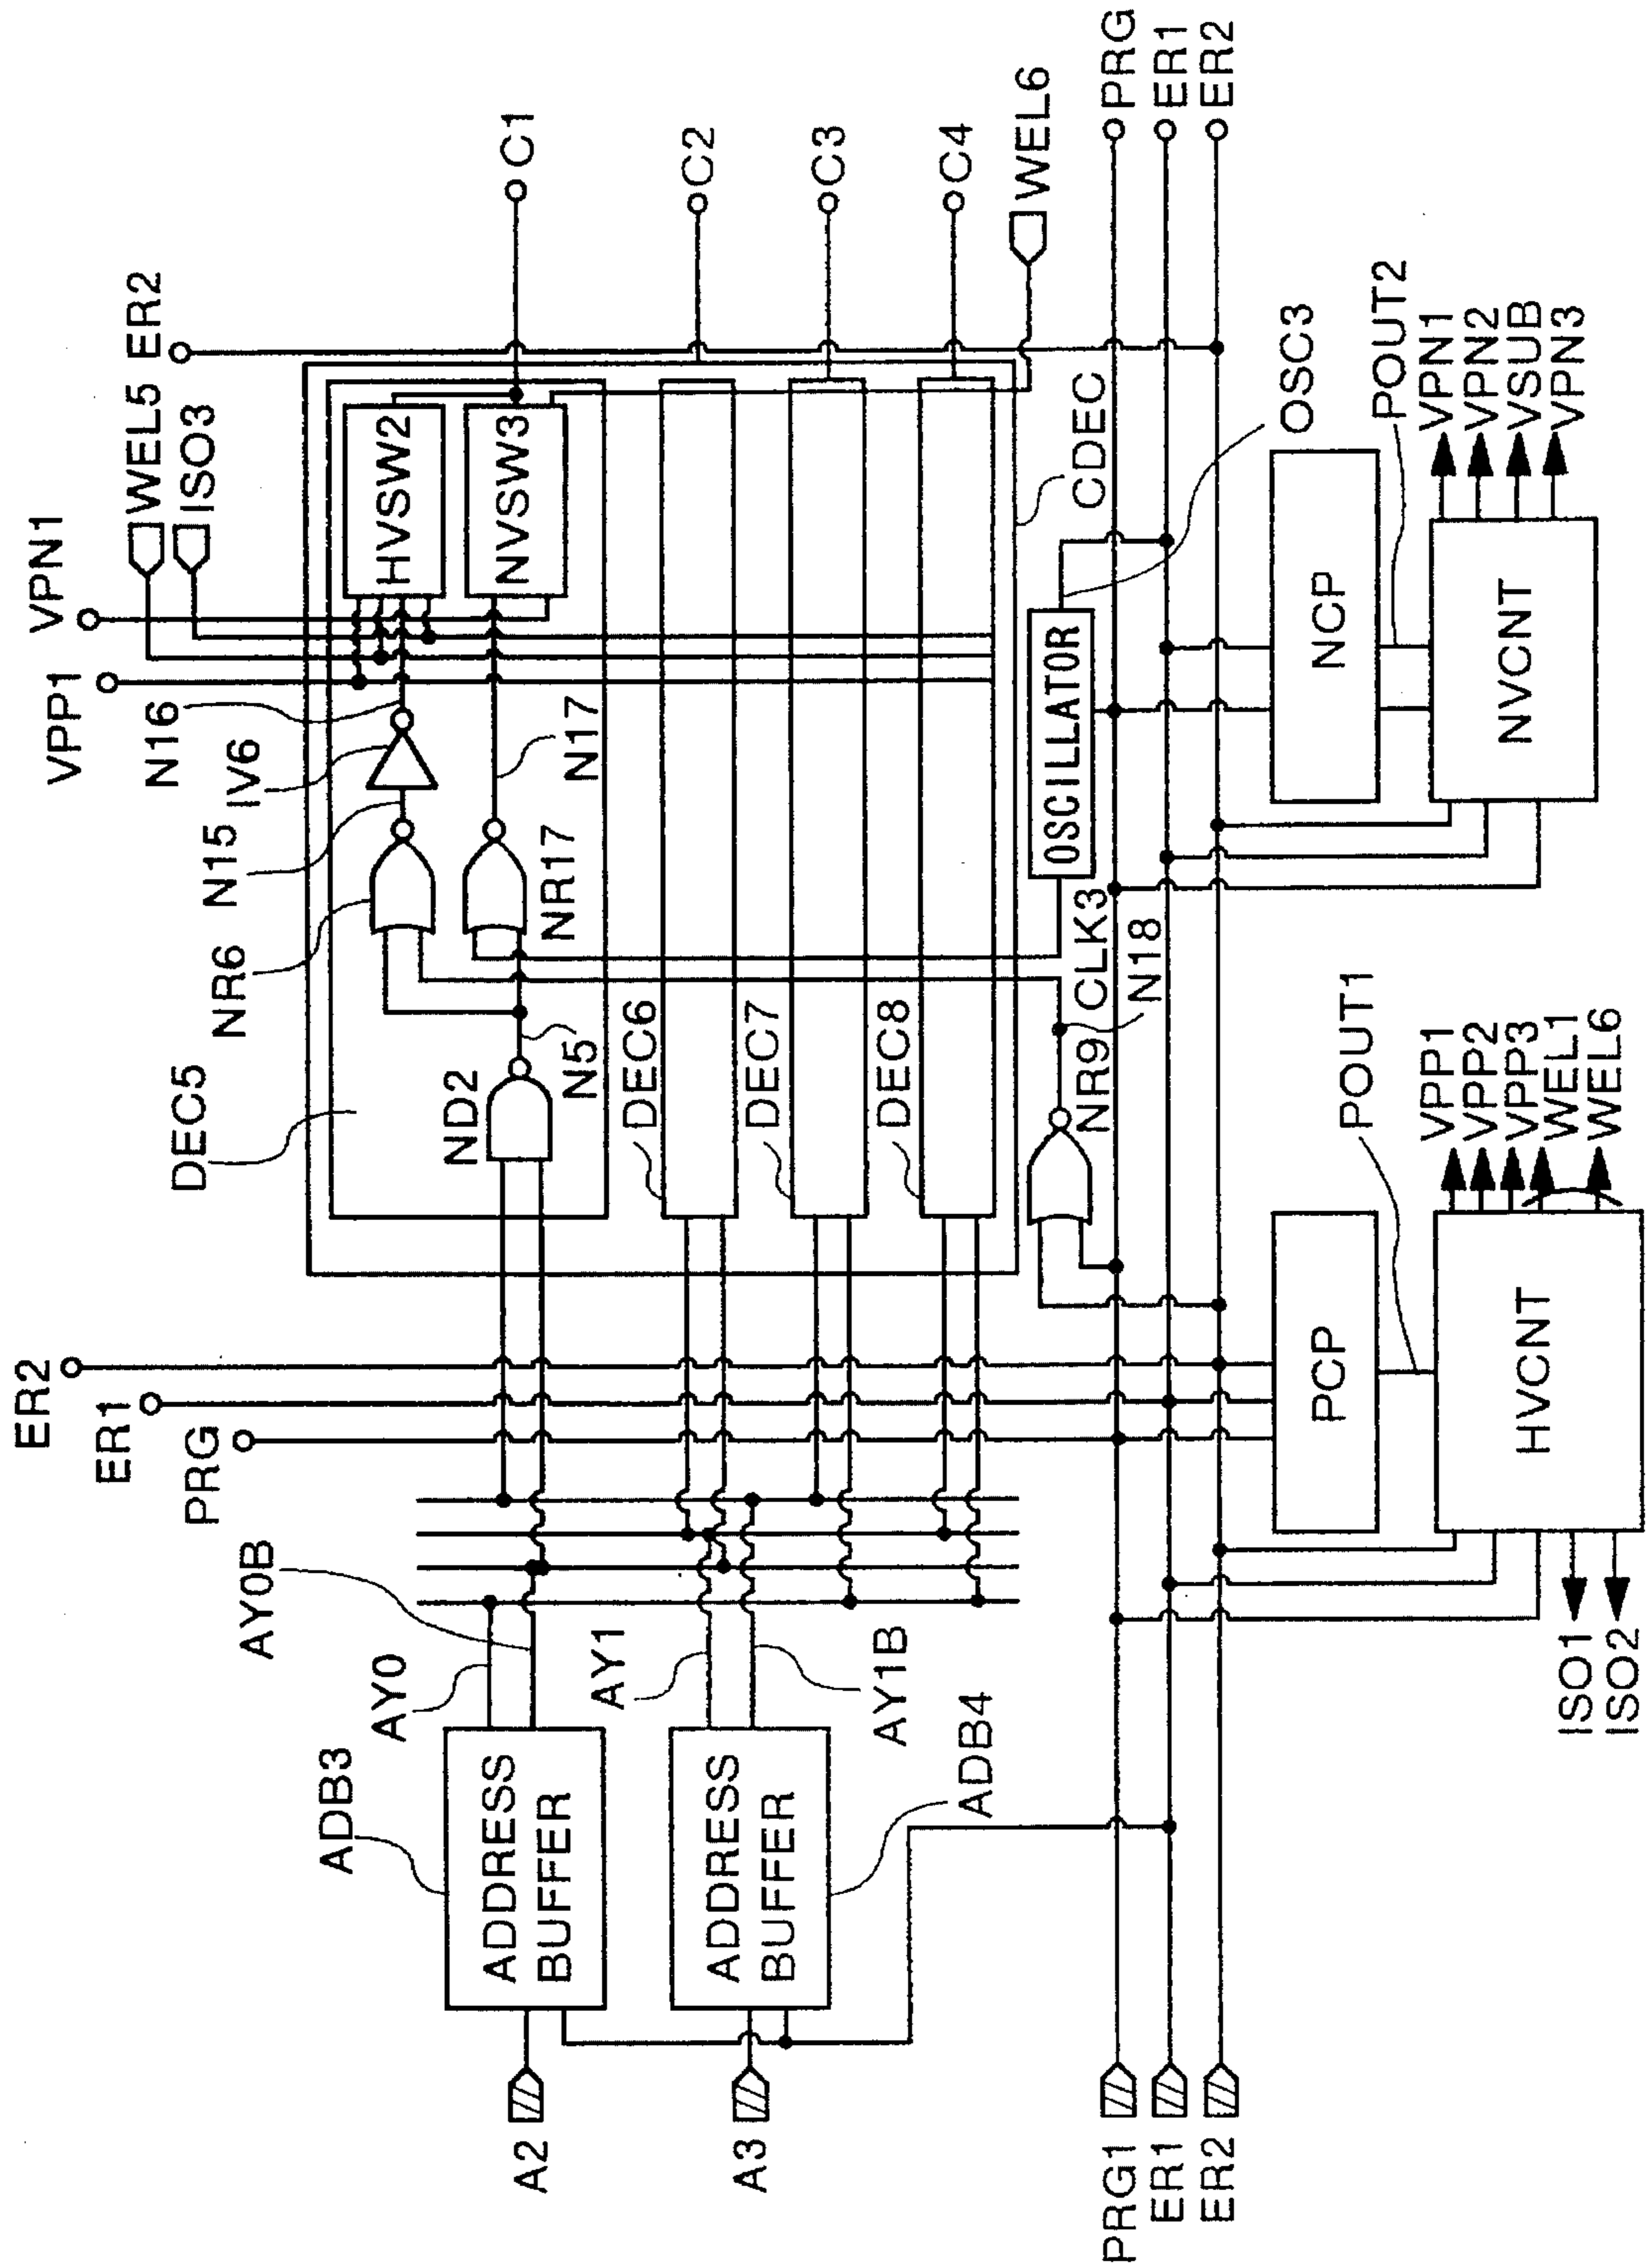 A2
A3
PRG1
ER1
ER2
ADB3
ADDRESS
BUFFER
ADDRESS
BUFFER
ADB4
AY0
AY0B
AY1
AY1B
ER2
ER1
PRG
ISO1
ISO2
HVCNT
PCP
POUT1
VPP1
VPP2
VPP3
WEL1
WEL6
DEC5
ND2
N5
DEC6
DEC7
DEC8
NR9
N18
CLK3
NR6
NR17
N15
IV6
N16
N17
VPP1
VPN1
WEL5
ISO3
ER2
HVSW2
NVSW3
OSCILLATOR
CDEC
OSC3
NCP
NVCNT
POUT2
VPN1
VPN2
VSUB
VPN3
C1
C2
C3
C4
WEL6
PRG
ER1
ER2